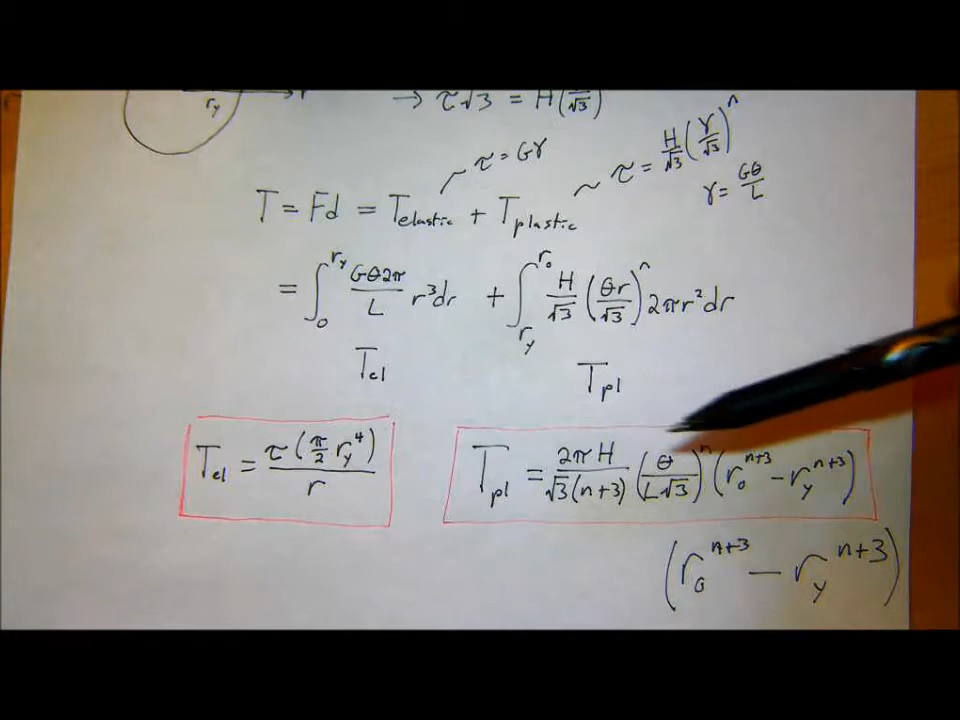 r_y r → τ√3 = H(/√3)
τ = Gγ
τ = H/√3 (γ/√3)^n
γ = Gθ/L
T = Fd = T_elastic + T_plastic
= ∫_0^{r_y} Gθ2π/L r^3 dr + ∫_{r_y}^{r_o} H/√3 (θr/√3)^n 2πr^2 dr
T_el T_pl
T_el = τ(π/2 r_y^4)/r T_pl = 2πH/√3(n+3) (θ/L√3)^n (r_o^{n+3} - r_y^{n+3})
(r_o^{n+3} - r_y^{n+3})